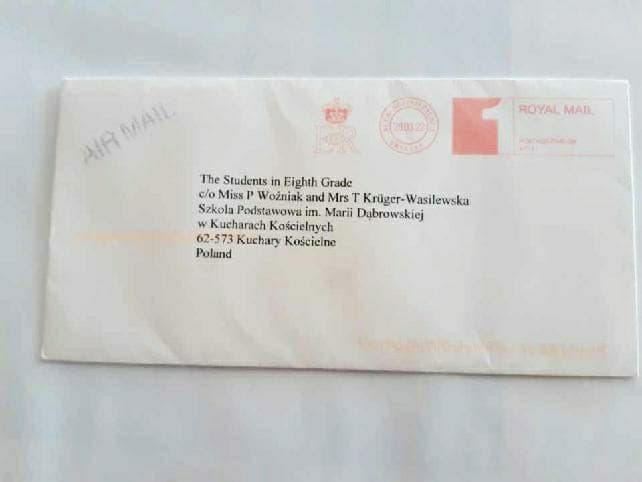 AIR MAIL
E R
ROYAL MAIL
The Students in Eighth Grade
c/o Miss P Woźniak and Mrs T Krüger-Wasilewska
Szkoła Podstawowa im. Marii Dąbrowskiej
w Kucharach Kościelnych
62-573 Kuchary Kościelne
Poland